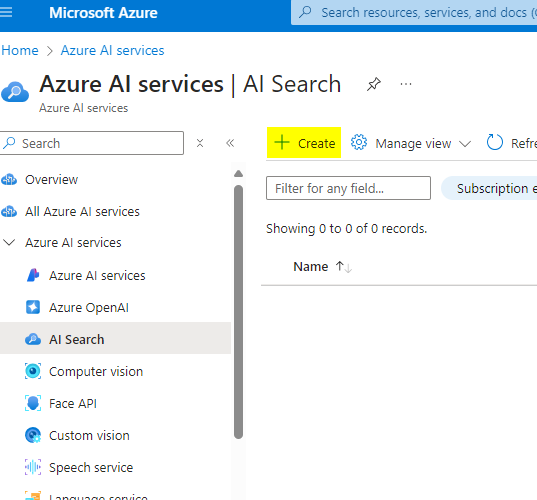 Microsoft Azure
Search resources, services, and docs (
Home > Azure AI services
Azure AI services | AI Search
Azure AI services
Search
Create
Manage view
Refre
Overview
Filter for any field...
Subscription e
All Azure AI services
Showing 0 to 0 of 0 records.
Azure AI services
Name
Azure AI services
Azure OpenAI
AI Search
Computer vision
Face API
Custom vision
Speech service
Language service